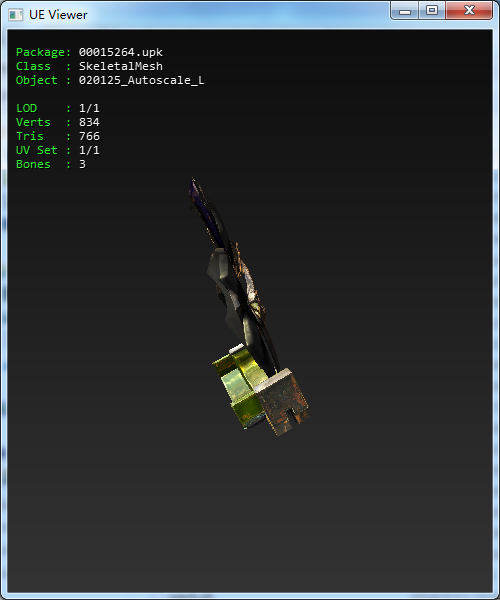 UE Viewer
Package: 00015264.upk
Class : SkeletalMesh
Object : 020125_Autoscale_L
LOD : 1/1
Verts : 834
Tris : 766
UV Set : 1/1
Bones : 3